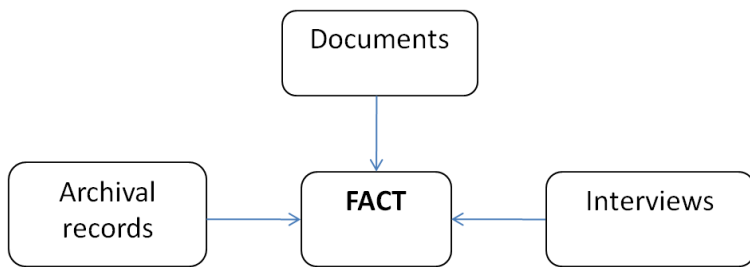 Documents
Archival
records
FACT
Interviews